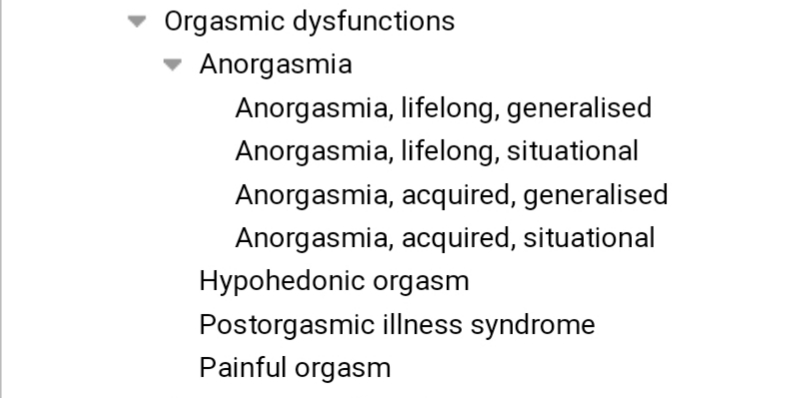 Orgasmic dysfunctions
Anorgasmia
Anorgasmia, lifelong, generalised
Anorgasmia, lifelong, situational
Anorgasmia, acquired, generalised
Anorgasmia, acquired, situational
Hypohedonic orgasm
Postorgasmic illness syndrome
Painful orgasm